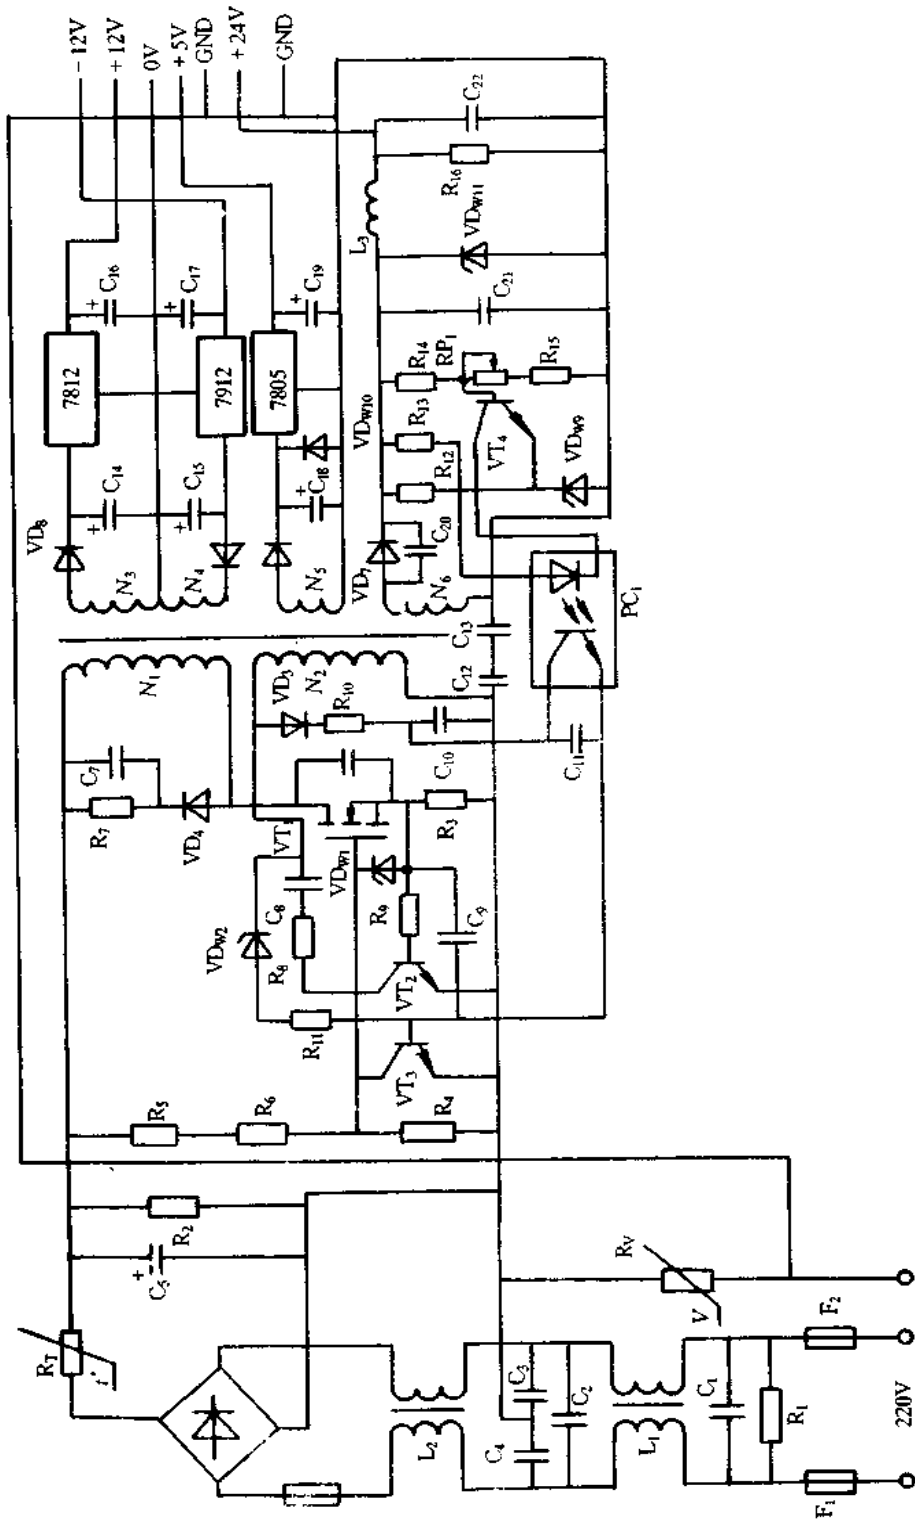 -12V
+12V
0V
+5V
GND
+24V
GND
7812
7912
7805
VD8
+
C14
+
C15
+
C16
+
C17
+
C18
+
C19
VDW10
N3
N4
N5
N6
VD7
C20
L3
R12
R13
R14
RP1
R15
C21
VDW11
R16
C22
VT4
VDW9
PC1
C13
C12
C11
N1
N2
VD3
R10
C10
C7
R7
VD4
VT1
VDW1
R3
VDW2
C8
R8
R9
C9
VT2
R11
VT3
R5
R6
R4
R2
+
C5
RT
t°
RV
V
L2
C3
C4
C2
L1
C1
R1
F2
F1
220V